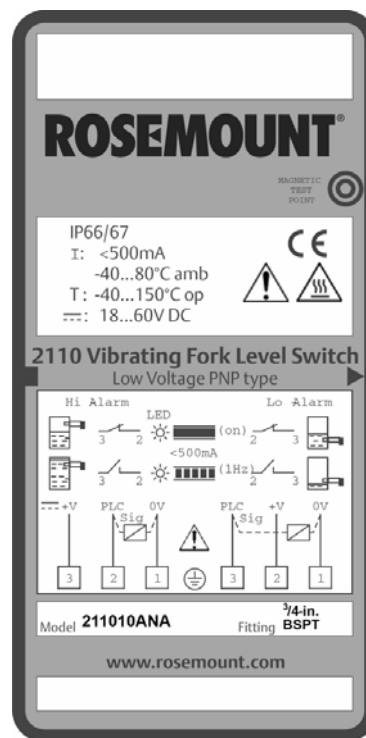 ROSEMOUNT®
MAGNETIC
TEST
POINT
IP66/67
I: <500mA
-40...80°C amb
T: -40...150°C op
18...60V DC
CE
2110 Vibrating Fork Level Switch
Low Voltage PNP type
Hi Alarm LED Lo Alarm
3 2 (on) 2 3
<500mA
3 2 (1Hz) 2 3
+V PLC 0V PLC +V 0V
Sig Sig
3 2 1 3 2 1
Model 211010ANA Fitting 3/4-in. BSPT
www.rosemount.com